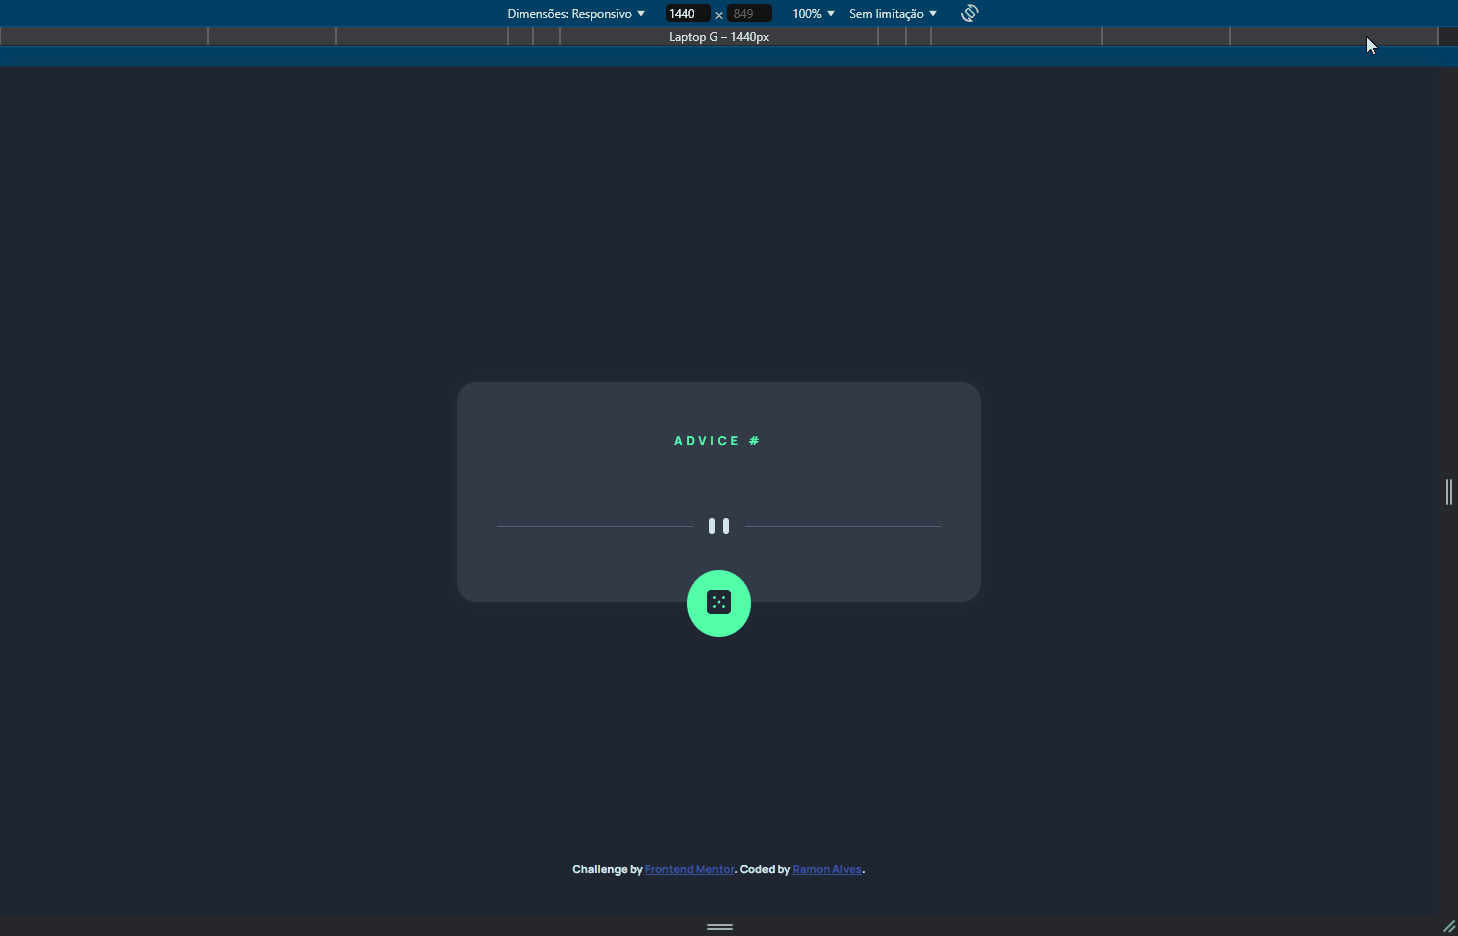 Dimensões: Responsivo 1440 × 849 100% Sem limitação
Laptop G – 1440px
ADVICE #
Challenge by Frontend Mentor. Coded by Ramon Alves.